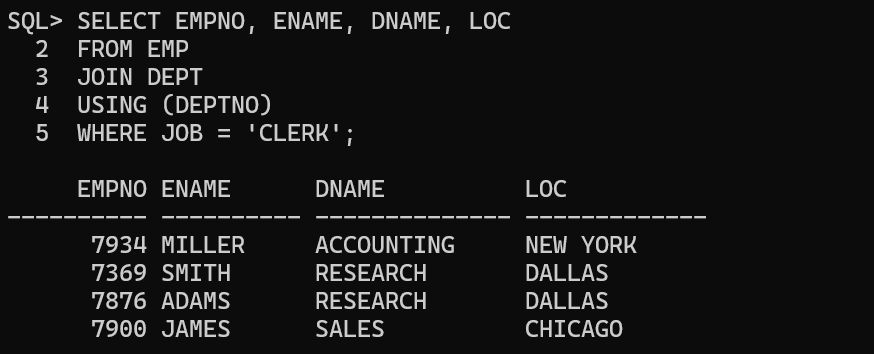 SQL> SELECT EMPNO, ENAME, DNAME, LOC
  2  FROM EMP
  3  JOIN DEPT
  4  USING (DEPTNO)
  5  WHERE JOB = 'CLERK';

     EMPNO ENAME      DNAME          LOC
---------- ---------- -------------- -------------
      7934 MILLER     ACCOUNTING     NEW YORK
      7369 SMITH      RESEARCH       DALLAS
      7876 ADAMS      RESEARCH       DALLAS
      7900 JAMES      SALES          CHICAGO